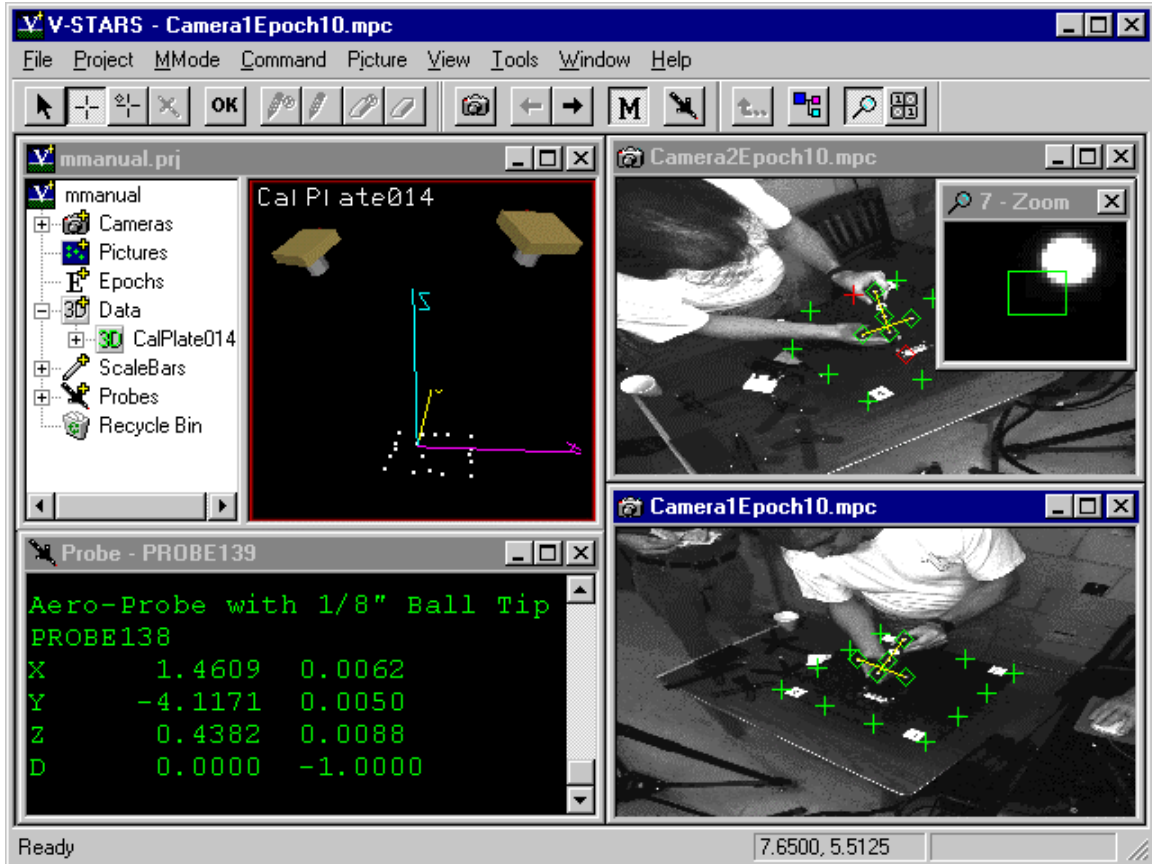 V-STARS - Camera1Epoch10.mpc
File Project MMode Command Picture View Tools Window Help
OK M
mmanual.prj
mmanual
Cameras
Pictures
Epochs
3D Data
3D CalPlate014
ScaleBars
Probes
Recycle Bin
CalPlate014
Z
Camera2Epoch10.mpc
7 - Zoom
Probe - PROBE139
Aero-Probe with 1/8" Ball Tip
PROBE138
X 1.4609 0.0062
Y -4.1171 0.0050
Z 0.4382 0.0088
D 0.0000 -1.0000
Camera1Epoch10.mpc
Ready 7.6500, 5.5125